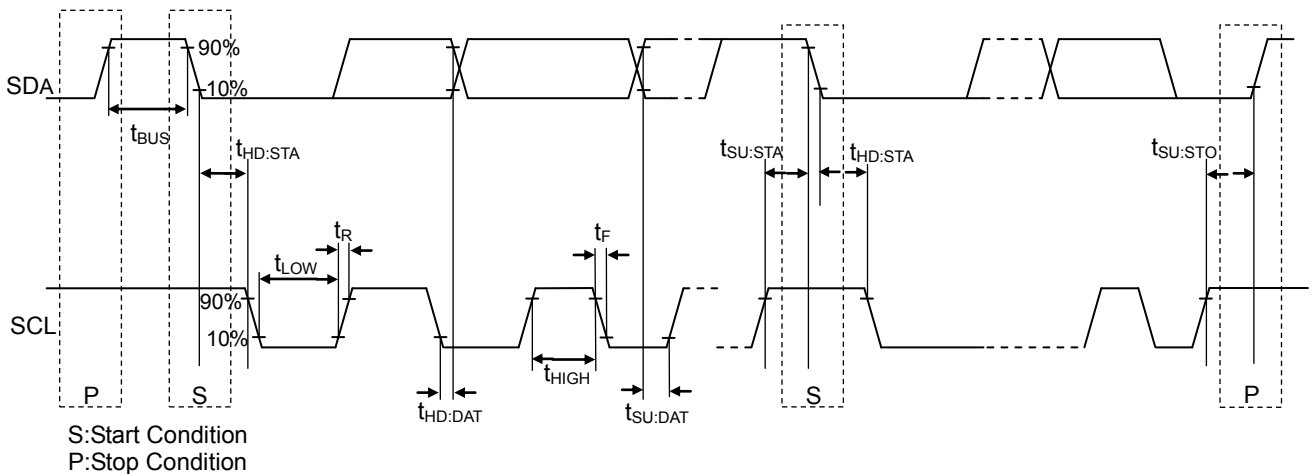 90%
SDA
10%
tBUS
tHD:STA
tSU:STA
tHD:STA
tSU:STO
tR
tF
tLOW
90%
SCL
10%
tHIGH
tHD:DAT
tSU:DAT
P
S
S
P
S:Start Condition
P:Stop Condition